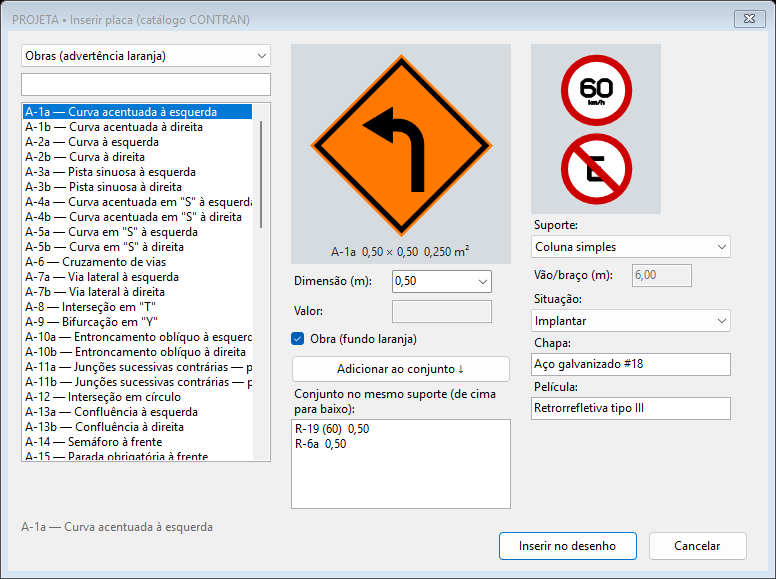 PROJETA • Inserir placa (catálogo CONTRAN)
Obras (advertência laranja)
A-1a — Curva acentuada à esquerda
A-1b — Curva acentuada à direita
A-2a — Curva à esquerda
A-2b — Curva à direita
A-3a — Pista sinuosa à esquerda
A-3b — Pista sinuosa à direita
A-4a — Curva acentuada em "S" à esquerda
A-4b — Curva acentuada em "S" à direita
A-5a — Curva em "S" à esquerda
A-5b — Curva em "S" à direita
A-6 — Cruzamento de vias
A-7a — Via lateral à esquerda
A-7b — Via lateral à direita
A-8 — Interseção em "T"
A-9 — Bifurcação em "Y"
A-10a — Entroncamento oblíquo à esquerd
A-10b — Entroncamento oblíquo à direita
A-11a — Junções sucessivas contrárias — p
A-11b — Junções sucessivas contrárias — p
A-12 — Interseção em círculo
A-13a — Confluência à esquerda
A-13b — Confluência à direita
A-14 — Semáforo à frente
A-15 — Parada obrigatória à frente
A-1a — Curva acentuada à esquerda
A-1a 0,50 × 0,50 0,250 m²
Dimensão (m):
0,50
Valor:
Obra (fundo laranja)
Adicionar ao conjunto ↓
Conjunto no mesmo suporte (de cima
para baixo):
R-19 (60) 0,50
R-6a 0,50
60
km/h
E
Suporte:
Coluna simples
Vão/braço (m):
6,00
Situação:
Implantar
Chapa:
Aço galvanizado #18
Película:
Retrorrefletiva tipo III
Inserir no desenho
Cancelar